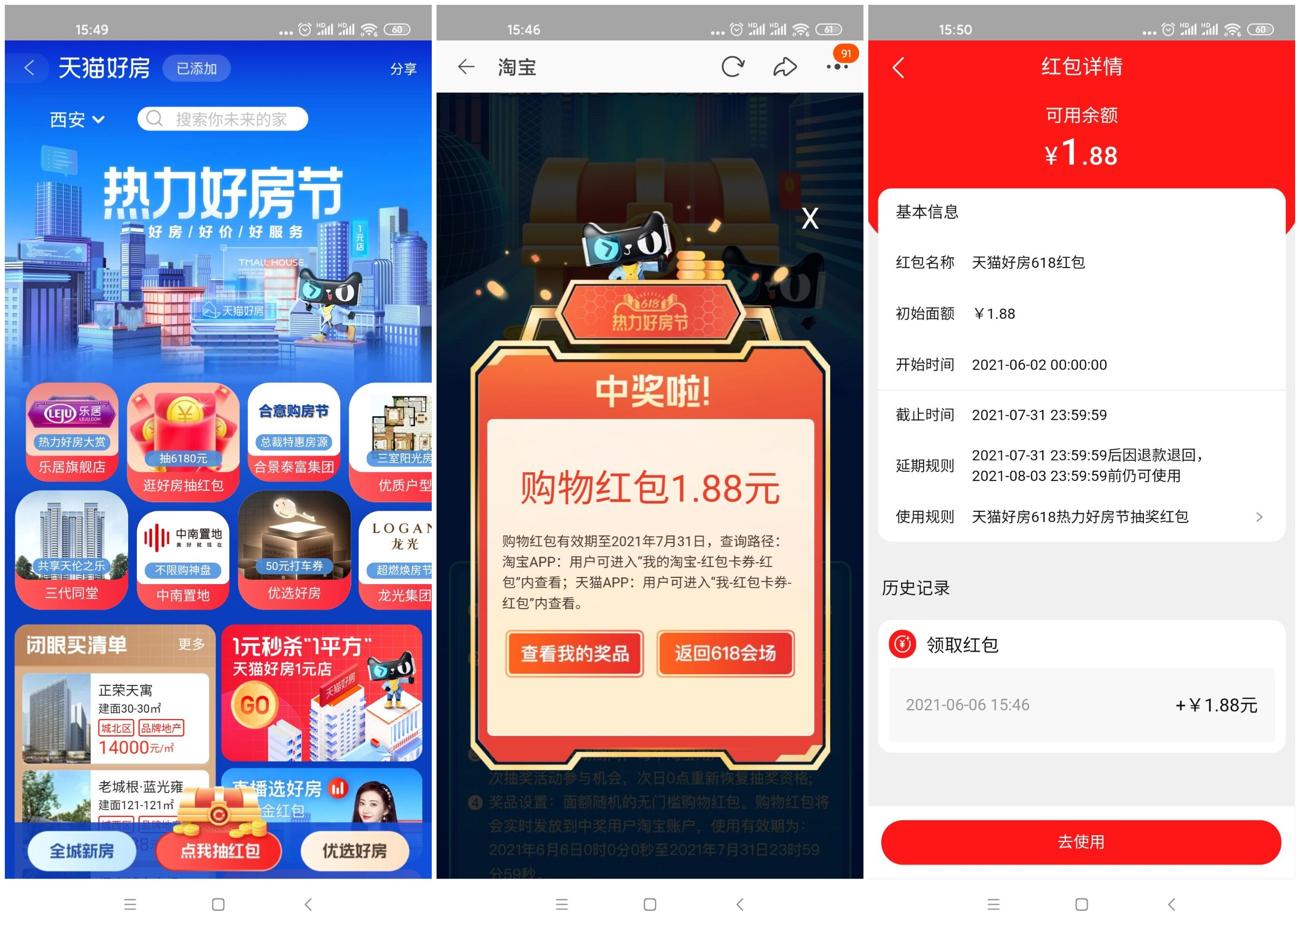 15:49
HD
HD
60
天猫好房
已添加
分享
西安
搜索你未来的家
热力好房节
好房/好价/好服务
1元店
TMALL HOUSE
天猫好房
LEJU 乐居
LEJU.COM
热力好房大赏
乐居旗舰店
抽6180元
逛好房抽红包
合意购房节
总裁特惠房源
合景泰富集团
三室阳光房
优质户型
共享天伦之乐
三代同堂
中南置地
美好就现在
不限购神盘
中南置地
50元打车券
优选好房
LOGAN
龙光
超燃焕房节
龙光集团
闭眼买清单
更多
正荣天寓
建面30-30㎡
城北区
品牌地产
14000元/㎡
老城根·蓝光雍
建面121-121㎡
1元秒杀"1平方"
天猫好房1元店
天猫好房
GO
直播选好房
金红包
全城新房
点我抽红包
优选好房
15:46
HD
HD
61
淘宝
91
X
618
热力好房节
中奖啦!
购物红包1.88元
购物红包有效期至2021年7月31日，查询路径：
淘宝APP：用户可进入“我的淘宝-红包卡券-红
包”内查看；天猫APP：用户可进入“我-红包卡券-
红包”内查看。
查看我的奖品
返回618会场
次抽奖活动参与机会，次日0点重新恢复抽奖资格;
4 奖品设置：面额随机的无门槛购物红包。购物红包将
会实时发放到中奖用户淘宝账户，使用有效期为：
2021年6月6日0时0分0秒至2021年7月31日23时59
分59秒。
15:50
HD
HD
60
红包详情
可用余额
¥1.88
基本信息
红包名称 天猫好房618红包
初始面额 ￥1.88
开始时间 2021-06-02 00:00:00
截止时间 2021-07-31 23:59:59
延期规则 2021-07-31 23:59:59后因退款退回，
2021-08-03 23:59:59前仍可使用
使用规则 天猫好房618热力好房节抽奖红包
历史记录
领取红包
2021-06-06 15:46 +￥1.88元
去使用